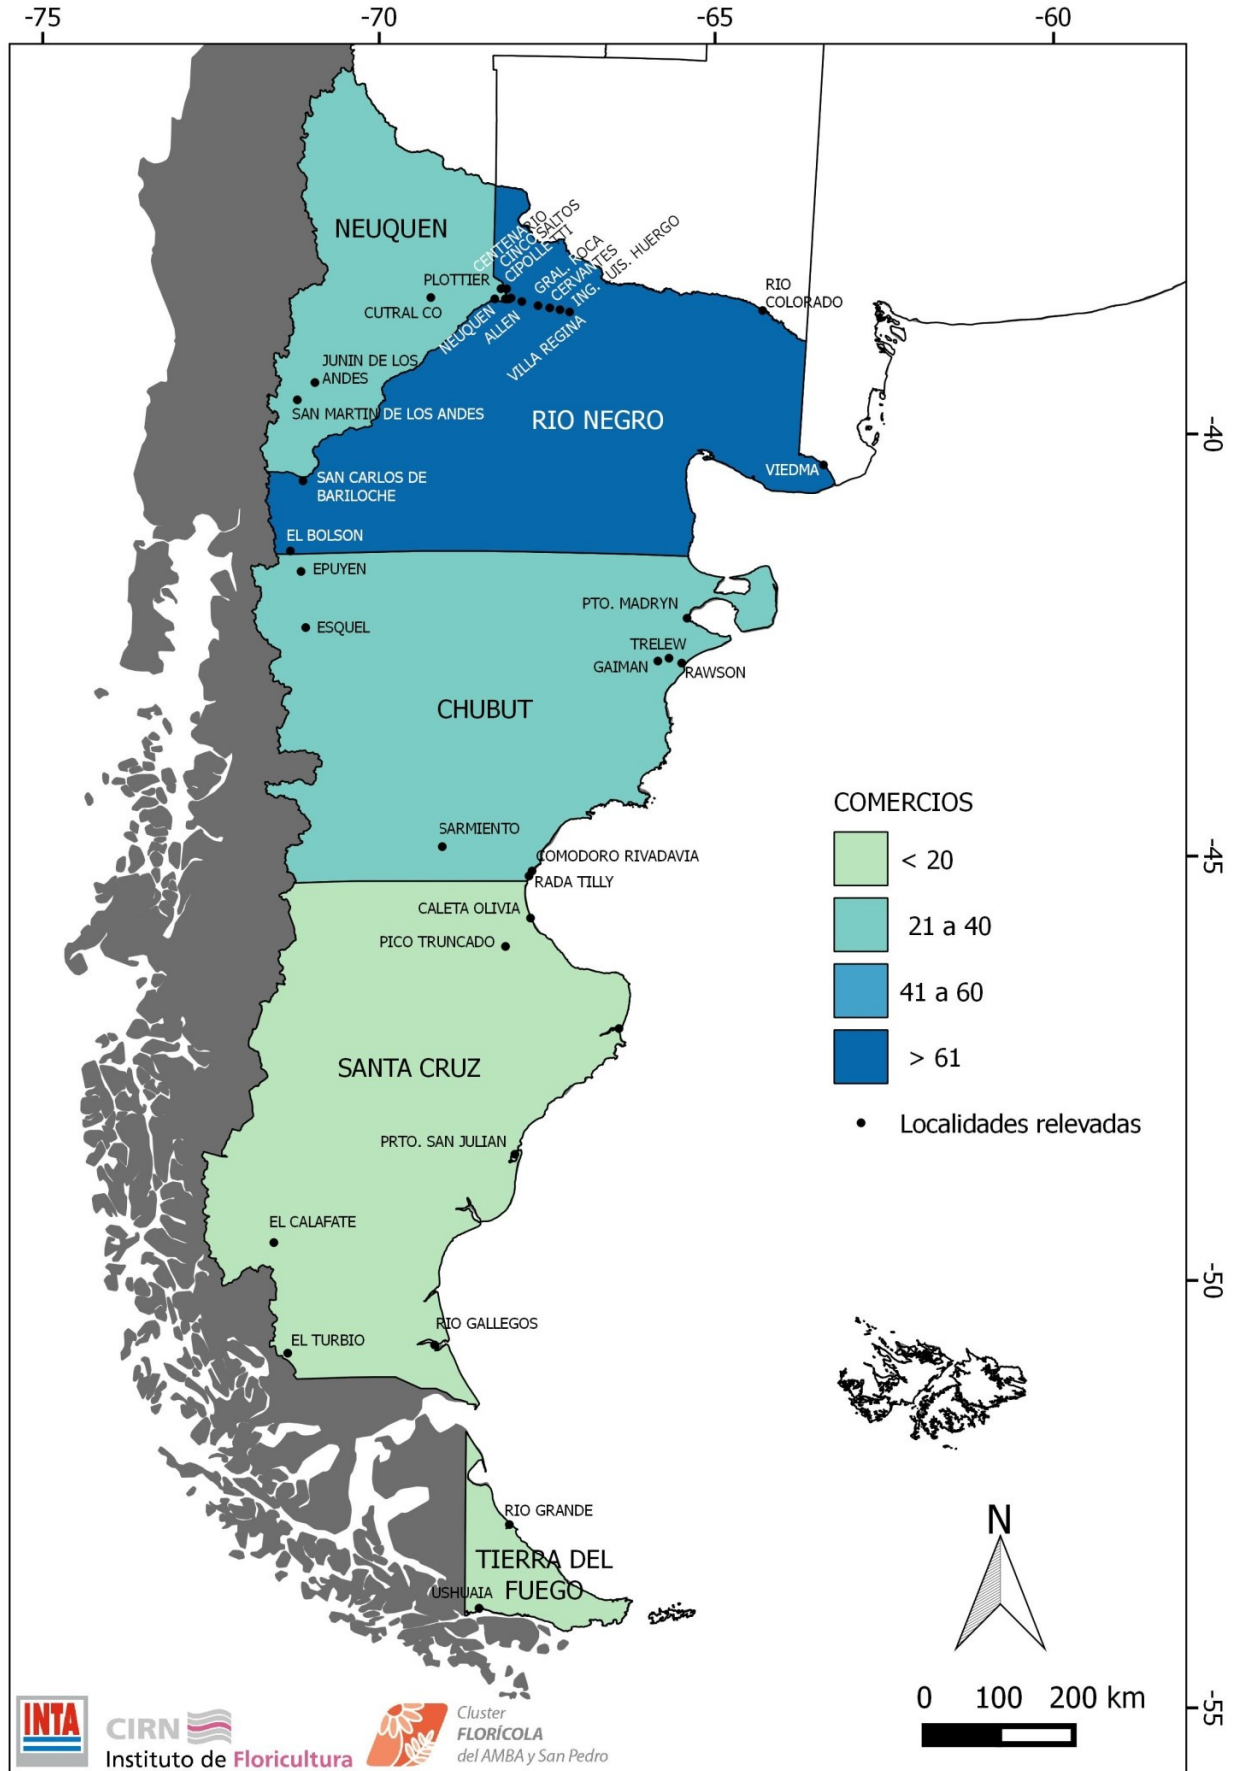 -75
-70
-65
-60
NEUQUEN
CENTENARIO
CINCO SALTOS
CIPOLLETTI
GRAL. ROCA
CERVANTES
ING. LUIS. HUERGO
PLOTTIER
CUTRAL CO
NEUQUEN
ALLEN
VILLA REGINA
RIO
COLORADO
JUNIN DE LOS
ANDES
SAN MARTIN DE LOS ANDES
RIO NEGRO
-40
VIEDMA
SAN CARLOS DE
BARILOCHE
EL BOLSON
EPUYEN
PTO. MADRYN
ESQUEL
TRELEW
GAIMAN
RAWSON
CHUBUT
COMERCIOS
< 20
21 a 40
41 a 60
> 61
Localidades relevadas
SARMIENTO
COMODORO RIVADAVIA
RADA TILLY
-45
CALETA OLIVIA
PICO TRUNCADO
SANTA CRUZ
PRTO. SAN JULIAN
EL CALAFATE
-50
RIO GALLEGOS
EL TURBIO
RIO GRANDE
TIERRA DEL
FUEGO
USHUAIA
N
0 100 200 km
-55
INTA
CIRN
Instituto de Floricultura
Cluster
FLORÍCOLA
del AMBA y San Pedro